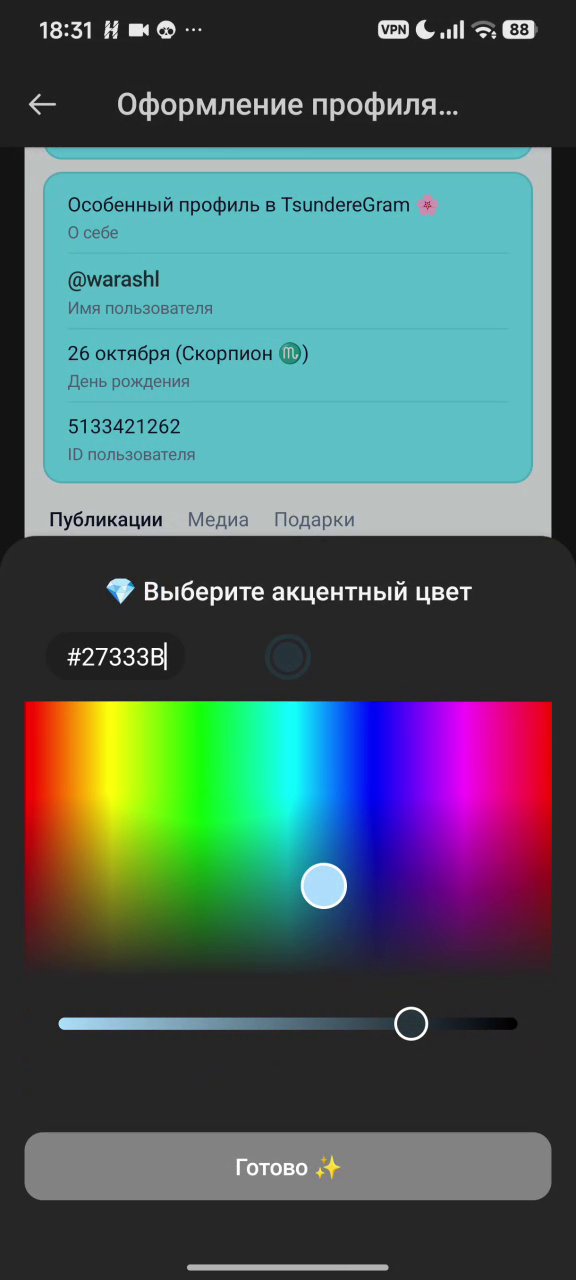 18:31
VPN
88
Оформление профиля...
Особенный профиль в TsundereGram
О себе
@warashl
Имя пользователя
26 октября (Скорпион ♏)
День рождения
5133421262
ID пользователя
Публикации Медиа Подарки
💎 Выберите акцентный цвет
#27333B
Готово ✨